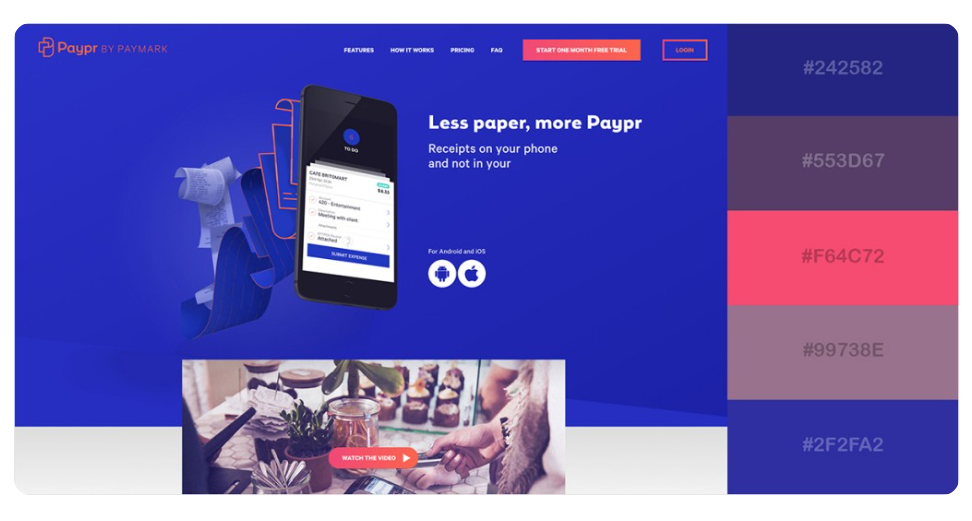 Paypr BY PAYMARK
FEATURES
HOW IT WORKS
PRICING
FAQ
START ONE MONTH FREE TRIAL
LOGIN
Less paper, more Paypr
Receipts on your phone
and not in your
TO DO
CAFE BRITOMART
$8.50
420 - Entertainment
Meeting with client
Attached
SUBMIT EXPENSE
For Android and iOS
WATCH THE VIDEO
#242582
#553D67
#F64C72
#99738E
#2F2FA2